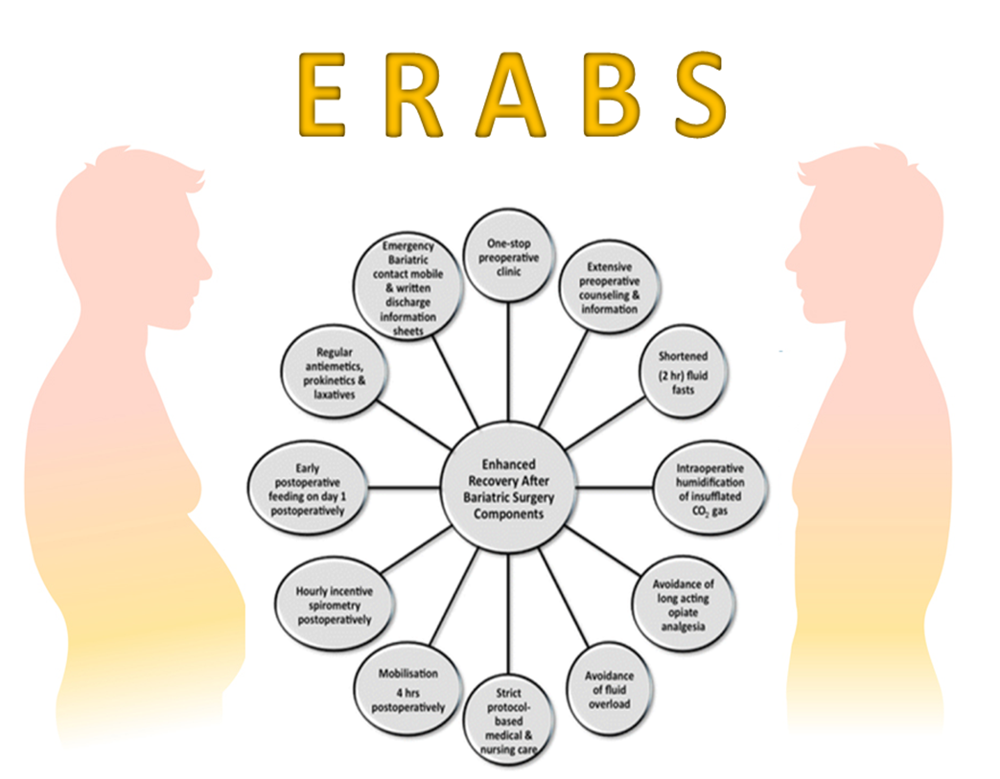 E R A B S
One-stop
preoperative
clinic
Extensive
preoperative
counseling &
information
Shortened
(2 hr) fluid
fasts
Intraoperative
humidification
of insufflated
CO₂ gas
Avoidance of
long acting
opiate
analgesia
Avoidance
of fluid
overload
Strict
protocol-
based
medical &
nursing care
Mobilisation
4 hrs
postoperatively
Hourly incentive
spirometry
postoperatively
Early
postoperative
feeding on day 1
postoperatively
Regular
antiemetics,
prokinetics &
laxatives
Emergency
Bariatric
contact mobile
& written
discharge
information
sheets
Enhanced
Recovery After
Bariatric Surgery
Components